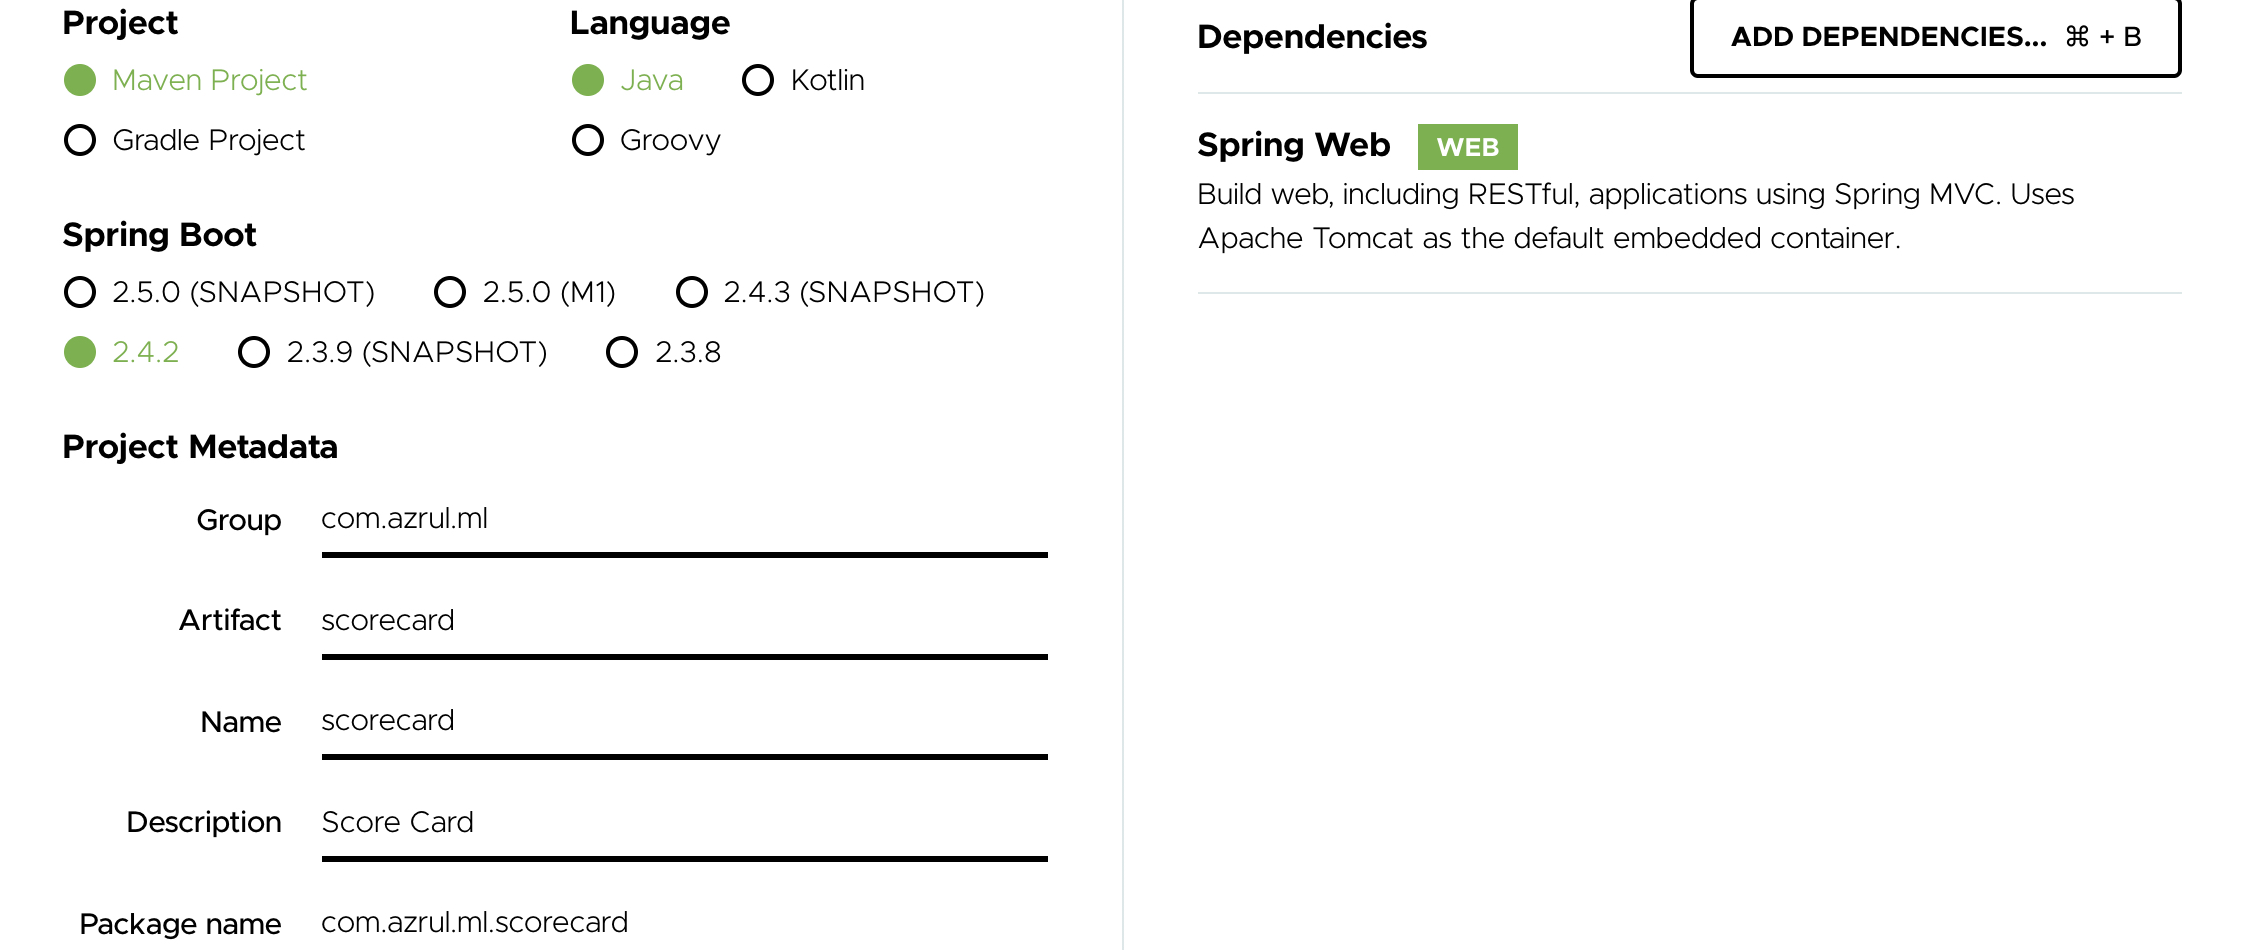 Project
Language
Maven Project
Java
Kotlin
Gradle Project
Groovy
Spring Boot
2.5.0 (SNAPSHOT)
2.5.0 (M1)
2.4.3 (SNAPSHOT)
2.4.2
2.3.9 (SNAPSHOT)
2.3.8
Project Metadata
Group com.azrul.ml
Artifact scorecard
Name scorecard
Description Score Card
Package name com.azrul.ml.scorecard
Dependencies
ADD DEPENDENCIES... ⌘ + B
Spring Web WEB
Build web, including RESTful, applications using Spring MVC. Uses
Apache Tomcat as the default embedded container.